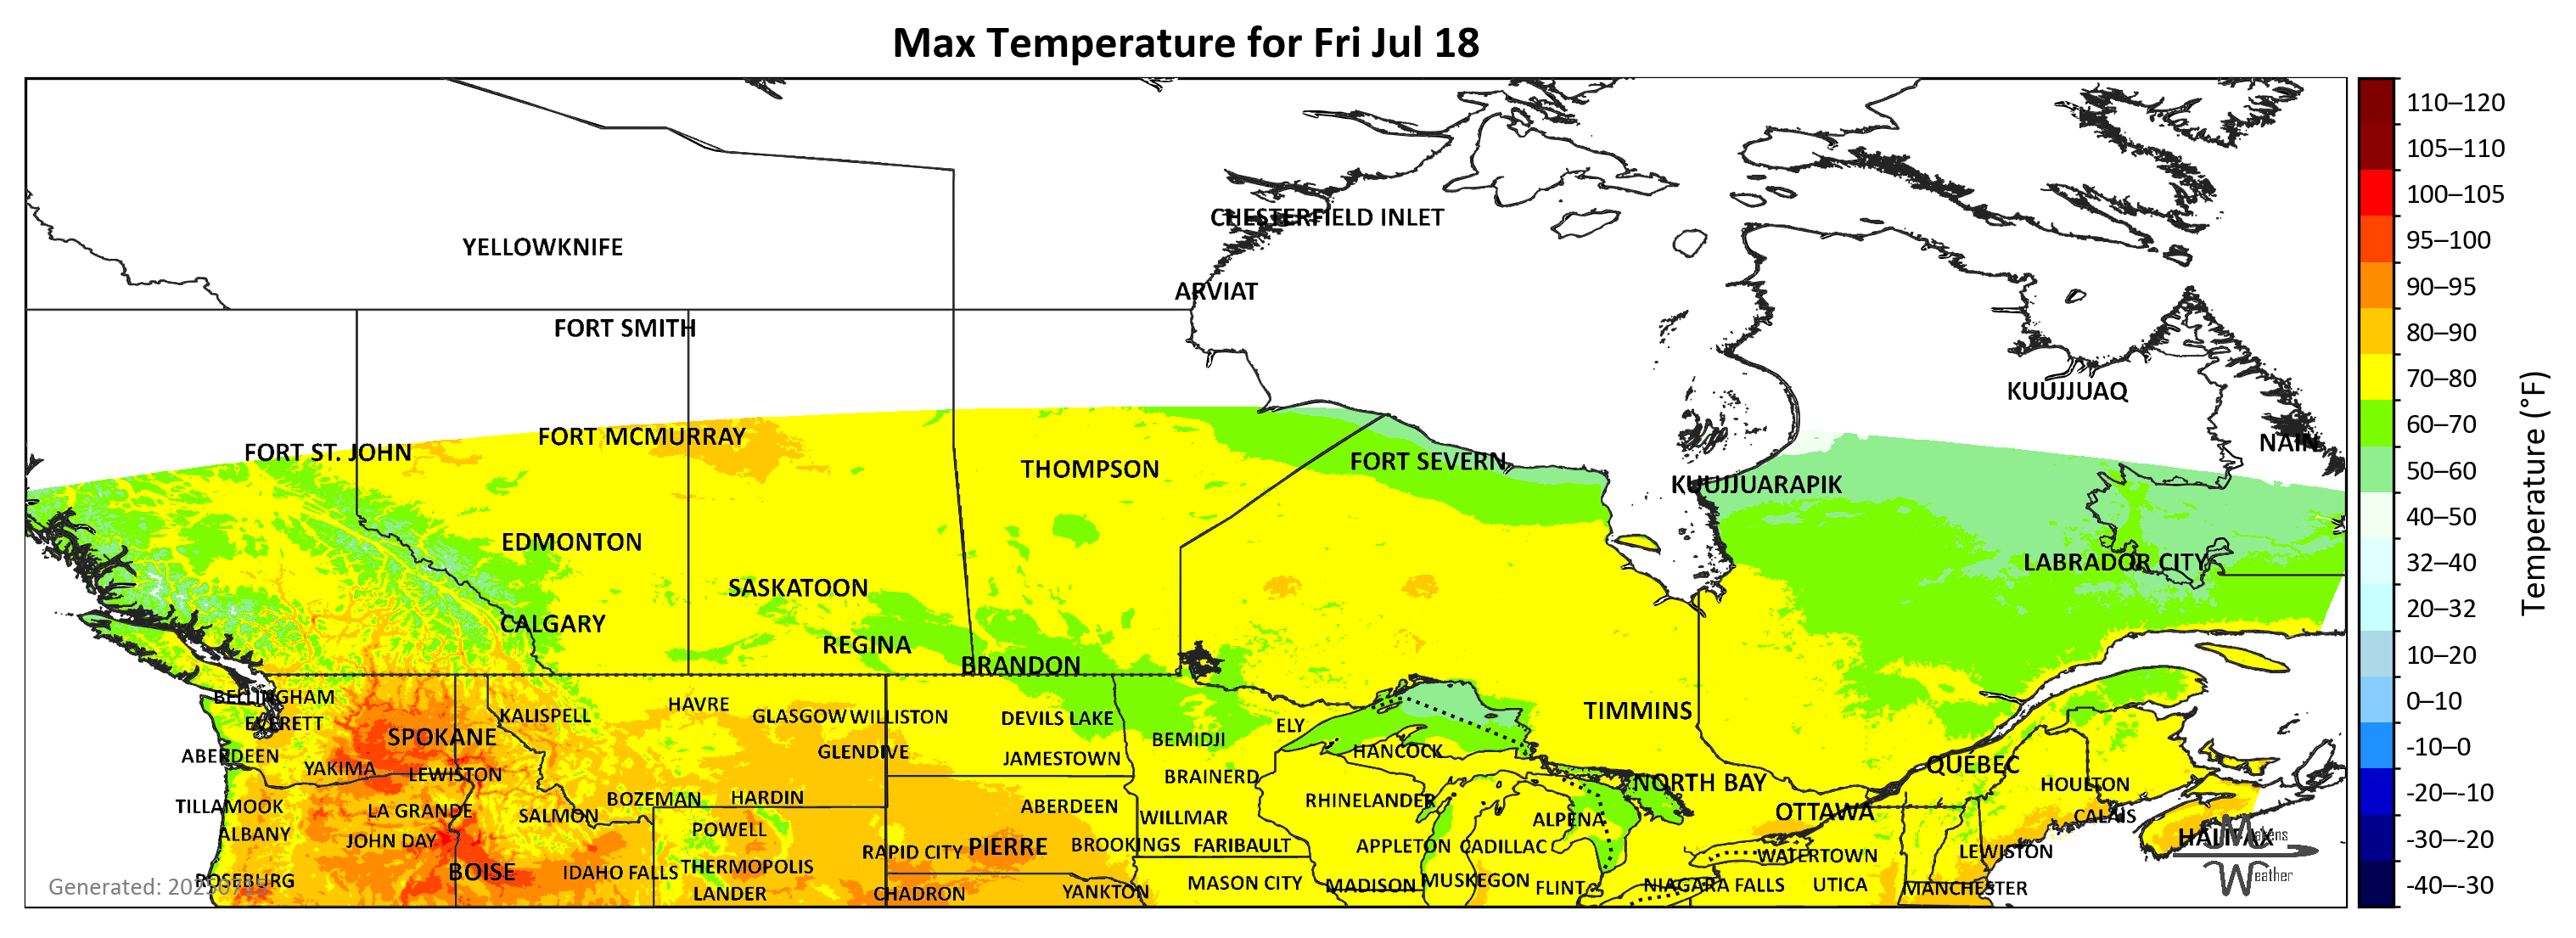 Max Temperature for Fri Jul 18
CHESTERFIELD INLET
YELLOWKNIFE
ARVIAT
FORT SMITH
KUUJJUAQ
FORT MCMURRAY
NAIN
FORT ST. JOHN
FORT SEVERN
THOMPSON
KUUJJUARAPIK
EDMONTON
LABRADOR CITY
SASKATOON
CALGARY
REGINA
BRANDON
BELLINGHAM
HAVRE
TIMMINS
KALISPELL
GLASGOW WILLISTON
DEVILS LAKE
EVERETT
ELY
SPOKANE
BEMIDJI
GLENDIVE
HANCOCK
ABERDEEN
JAMESTOWN
QUÉBEC
YAKIMA
LEWISTON
BRAINERD
NORTH BAY
HOULTON
BOZEMAN
HARDIN
RHINELANDER
TILLAMOOK
LA GRANDE
SALMON
ABERDEEN
WILLMAR
ALPENA
OTTAWA
CALAIS
ALBANY
POWELL
JOHN DAY
HALIFAX
Makens
Weather
RAPID CITY
PIERRE
BROOKINGS
FARIBAULT
APPLETON
CADILLAC
WATERTOWN
LEWISTON
BOISE
IDAHO FALLS
THERMOPOLIS
ROSEBURG
MASON CITY
MADISON
MUSKEGON
FLINT
NIAGARA FALLS
UTICA
MANCHESTER
LANDER
CHADRON
YANKTON
Generated:
110–120
105–110
100–105
95–100
90–95
80–90
70–80
60–70
50–60
40–50
32–40
20–32
10–20
0–10
-10–0
-20–-10
-30–-20
-40–-30
Temperature (°F)